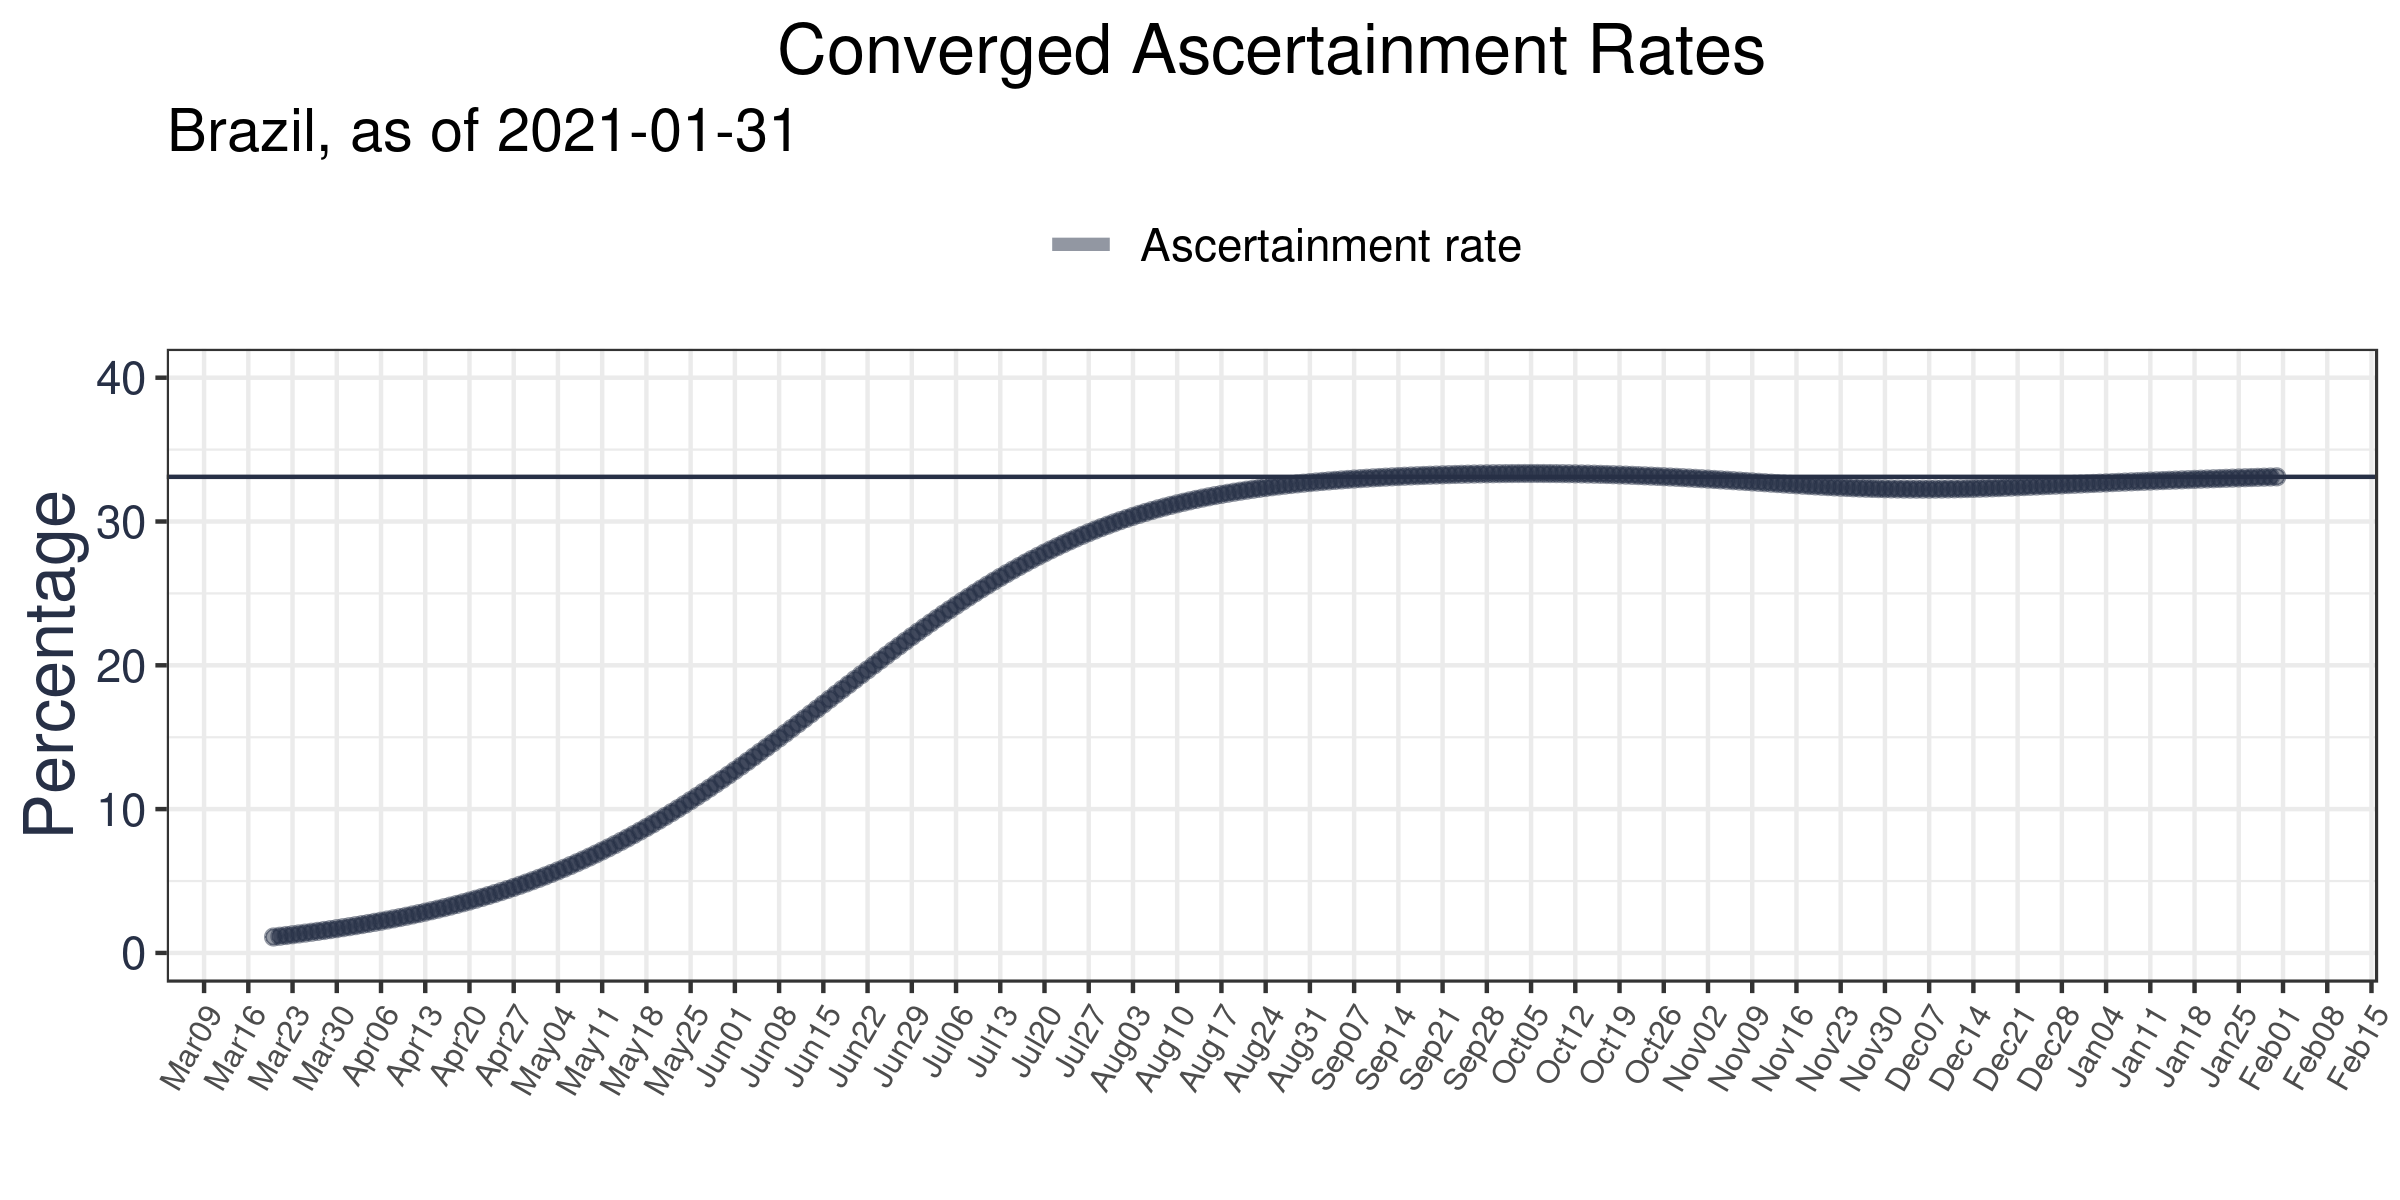 Converged Ascertainment Rates
Brazil, as of 2021-01-31
Ascertainment rate
Percentage
40
30
20
10
0
Mar09 Mar16 Mar23 Mar30 Apr06 Apr13 Apr20 Apr27 May04 May11 May18 May25 Jun01 Jun08 Jun15 Jun22 Jun29 Jul06 Jul13 Jul20 Jul27 Aug03 Aug10 Aug17 Aug24 Aug31 Sep07 Sep14 Sep21 Sep28 Oct05 Oct12 Oct19 Oct26 Nov02 Nov09 Nov16 Nov23 Nov30 Dec07 Dec14 Dec21 Dec28 Jan04 Jan11 Jan18 Jan25 Feb01 Feb08 Feb15